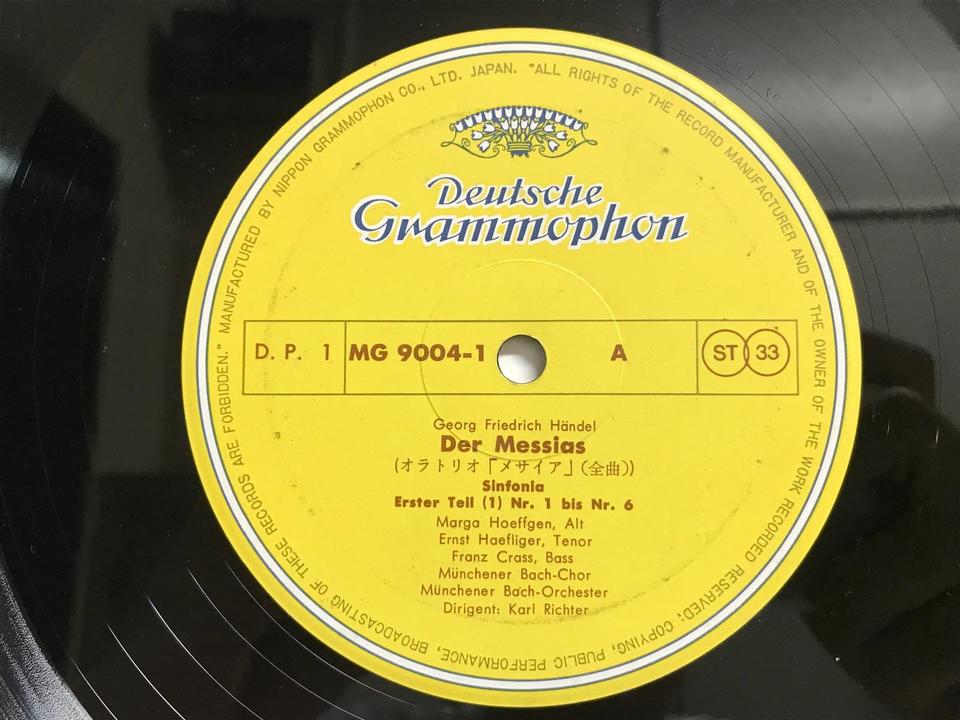 MANUFACTURED BY NIPPON GRAMMOPHON CO., LTD. JAPAN. "ALL RIGHTS OF THE RECORD MANUFACTURER AND OF THE OWNER OF THE WORK RECORDED RESERVED: COPYING, PUBLIC PERFORMANCE, BROADCASTING OF THESE RECORDS ARE FORBIDDEN."
Deutsche
Grammophon
D. P. 1 MG 9004-1 A ST 33
Georg Friedrich Händel
Der Messias
(オラトリオ「メサイア」(全曲))
Sinfonia
Erster Teil (1) Nr. 1 bis Nr. 6
Marga Hoeffgen, Alt
Ernst Haefliger, Tenor
Franz Crass, Bass
Münchener Bach-Chor
Münchener Bach-Orchester
Dirigent: Karl Richter